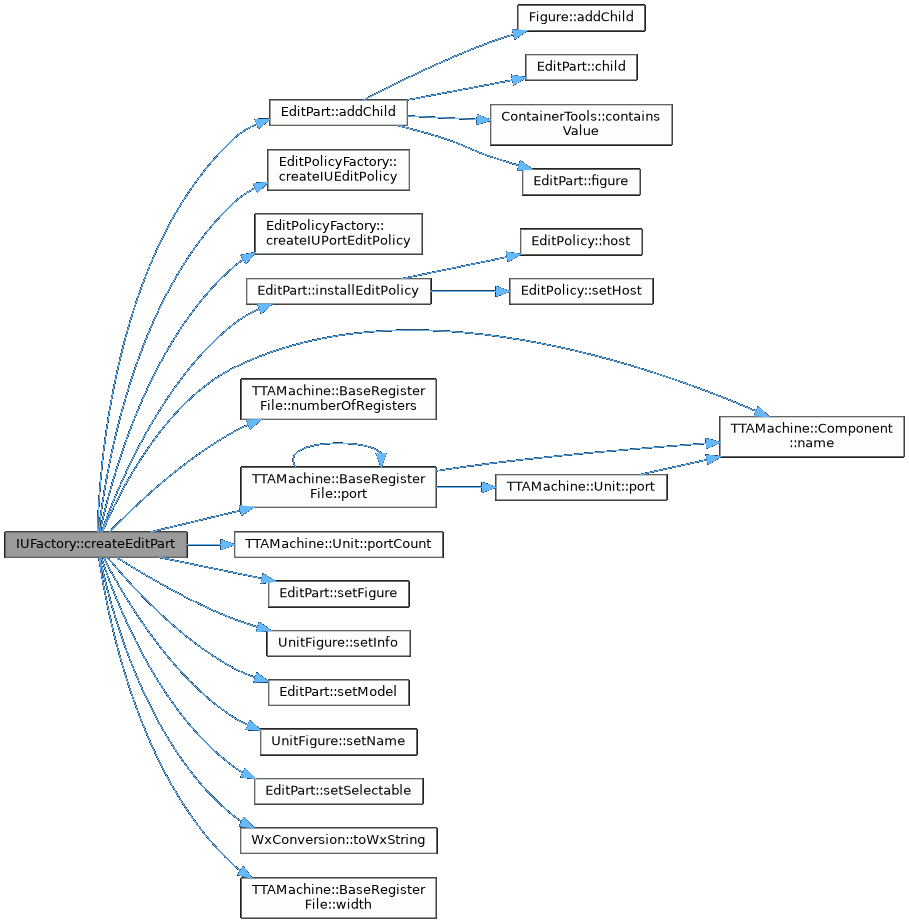 Figure::addChild
EditPart::child
EditPart::addChild
ContainerTools::contains
Value
EditPolicyFactory::
createIUEditPolicy
EditPart::figure
EditPolicyFactory::
createIUPortEditPolicy
EditPolicy::host
EditPart::installEditPolicy
EditPolicy::setHost
TTAMachine::BaseRegister
File::numberOfRegisters
TTAMachine::Component
::name
TTAMachine::BaseRegister
File::port
TTAMachine::Unit::port
IUFactory::createEditPart
TTAMachine::Unit::portCount
EditPart::setFigure
UnitFigure::setInfo
EditPart::setModel
UnitFigure::setName
EditPart::setSelectable
WxConversion::toWxString
TTAMachine::BaseRegister
File::width